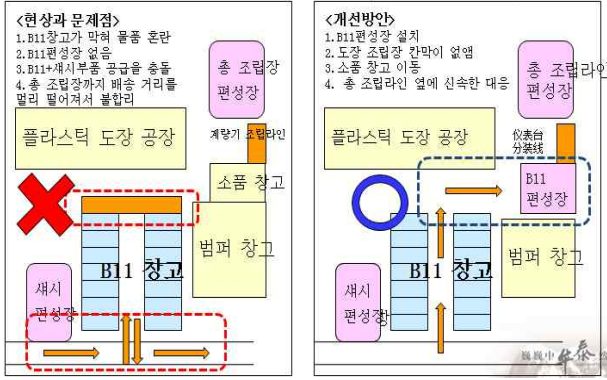 <현상과 문제점>
1.B11창고가 막혀 물품 혼란
2.B11편성장 없음
3.B11+섀시부품 공급을 충돌
4. 총 조립장까지 배송 거리를
멀리 떨어져서 불합리
총 조립장
편성장
플라스틱 도장 공장
계량기 조립라인
소품 창고
범퍼 창고
B11 창고
섀시
편성장
<개선방안>
1.B11편성장 설치
2.도장 조립장 칸막이 없앰
3.소품 창고 이동
4. 총 조립라인 옆에 신속한 대응
총 조립라인
편성장
플라스틱 도장 공장
仪表台
分装线
B11
편성장
범퍼 창고
B11 창고
섀시
편성장
巍巍中华泰